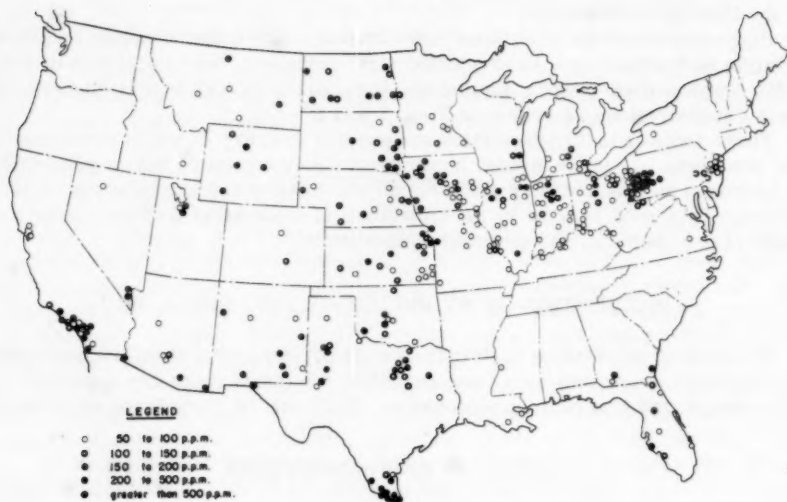 LEGEND
50 to 100 p.p.m.
100 to 150 p.p.m.
150 to 200 p.p.m.
200 to 500 p.p.m.
greater than 500 p.p.m.